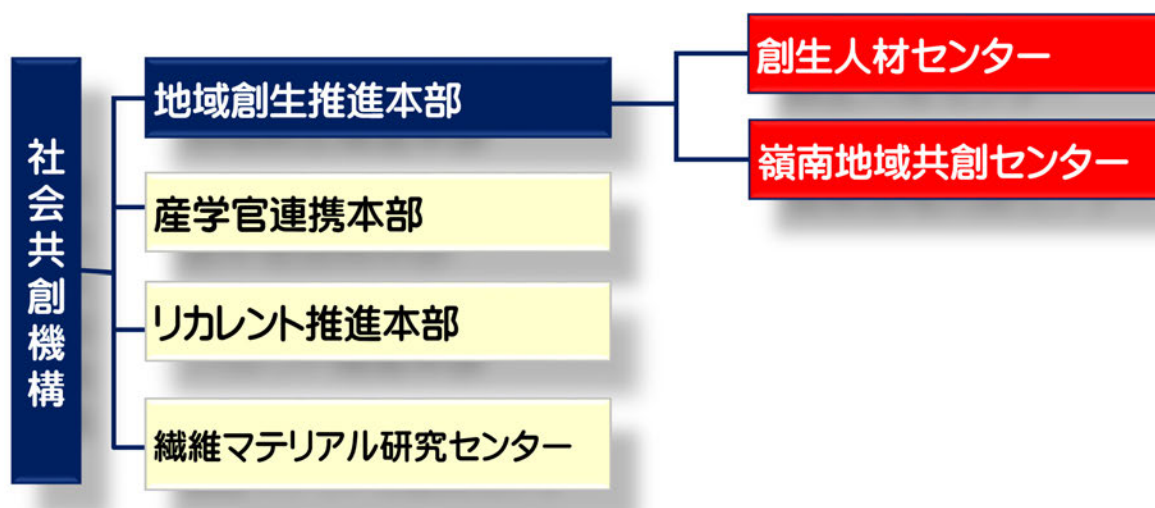 社会共創機構
地域創生推進本部
産学官連携本部
リカレント推進本部
繊維マテリアル研究センター
創生人材センター
嶺南地域共創センター